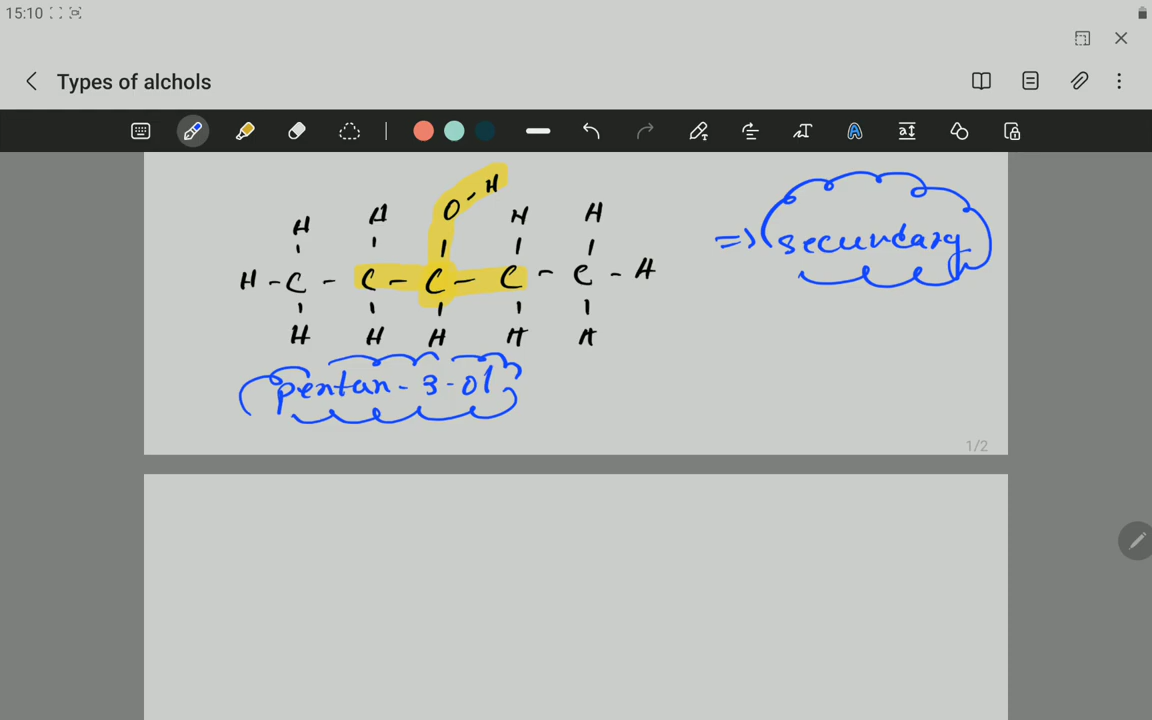 15:10
Types of alchols
O - H
H H H H
H - C - C - C - C - C - H
H H H H H
=> secundary
pentan - 3 - ol
1/2